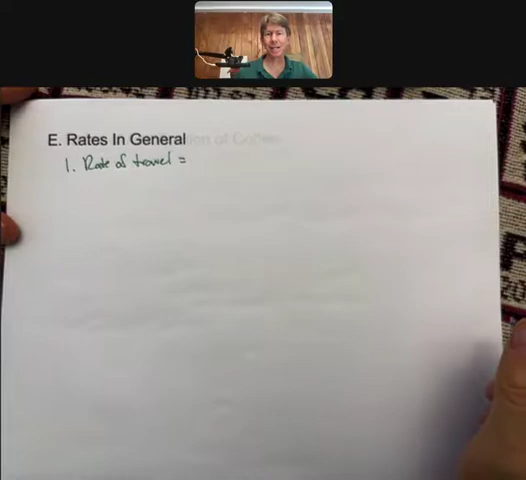 E. Rates In General
1. Rate of travel =